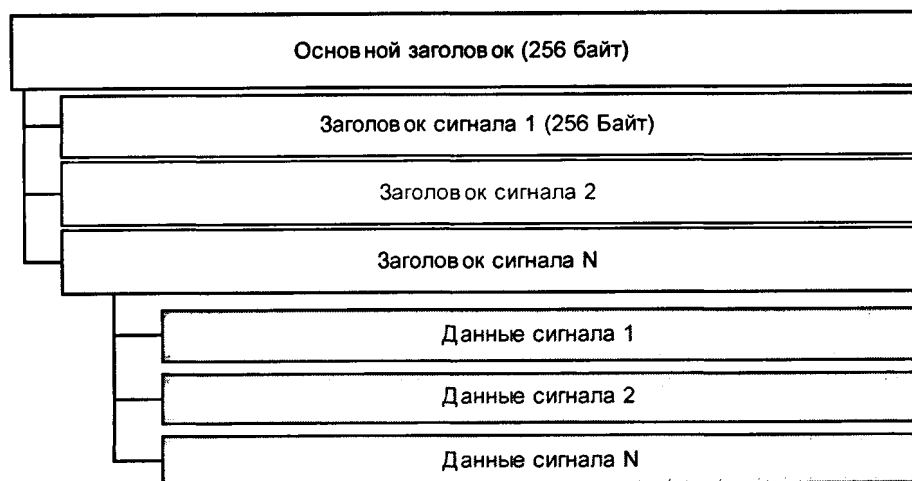 Основной заголовок (256 байт)
Заголовок сигнала 1 (256 Байт)
Заголовок сигнала 2
Заголовок сигнала N
Данные сигнала 1
Данные сигнала 2
Данные сигнала N